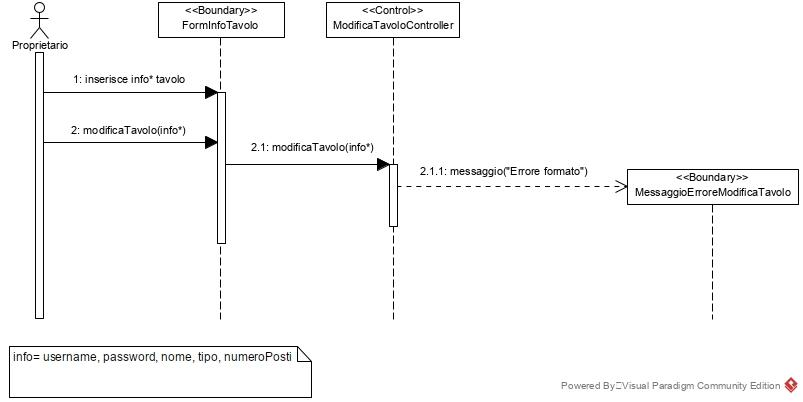 <<Boundary>>
FormInfoTavolo
<<Control>>
ModificaTavoloController
Proprietario
1: inserisce info* tavolo
2: modificaTavolo(info*)
2.1: modificaTavolo(info*)
2.1.1: messaggio("Errore formato")
<<Boundary>>
MessaggioErroreModificaTavolo
info= username, password, nome, tipo, numeroPosti
Powered By Visual Paradigm Community Edition